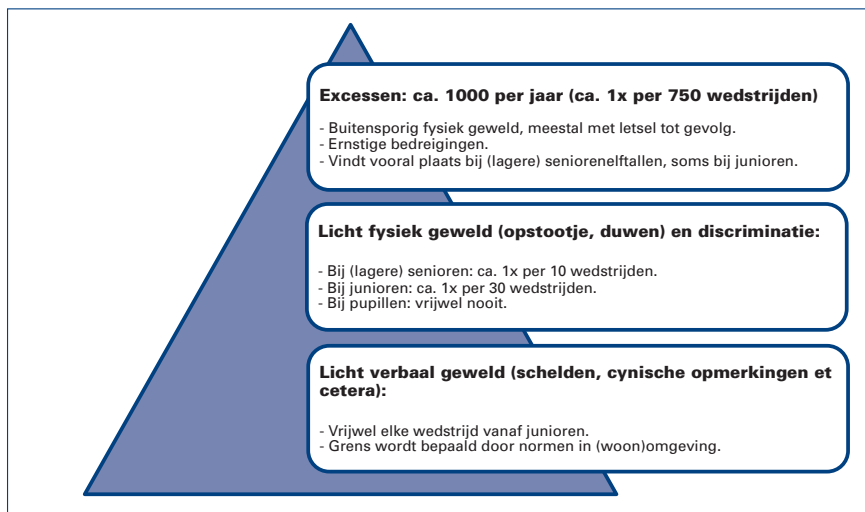 Excessen: ca. 1000 per jaar (ca. 1x per 750 wedstrijden)
- Buitensporig fysiek geweld, meestal met letsel tot gevolg.
- Ernstige bedreigingen.
- Vindt vooral plaats bij (lagere) seniorenelftallen, soms bij junioren.
Licht fysiek geweld (opstootje, duwen) en discriminatie:
- Bij (lagere) senioren: ca. 1x per 10 wedstrijden.
- Bij junioren: ca. 1x per 30 wedstrijden.
- Bij pupillen: vrijwel nooit.
Licht verbaal geweld (schelden, cynische opmerkingen et
cetera):
- Vrijwel elke wedstrijd vanaf junioren.
- Grens wordt bepaald door normen in (woon)omgeving.